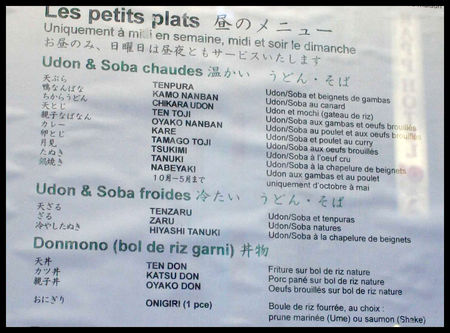 Les petits plats 昼のメニュー
Uniquement à midi en semaine, midi et soir le dimanche
お昼のみ、日曜日は昼夜ともサービスいたします
Udon & Soba chaudes 温かい うどん・そば
天ぷら TEMPURA Udon/Soba et beignets de gambas
鴨なんばな KAMO NANBAN Udon/Soba au canard
ちからうどん CHIKARA UDON Udon et mochi (gateau de riz)
天とじ TEN TOJI Udon/Soba aux gambas et oeufs brouillés
親子なばなん OYAKO NANBAN Udon/Soba au poulet et aux oeufs brouillés
カレー KARE Udon/Soba et poulet au curry
卵とじ TAMAGO TOJI Udon/Soba aux oeufs brouillés
月見 TSUKIMI Udon/Soba à l'oeuf cru
たぬき TANUKI Udon/Soba à la chapelure de beignets
鍋焼き NABEYAKI Udon aux gambas et au poulet
10月~5月まで uniquement d'octobre à mai
Udon & Soba froides 冷たい うどん・そば
天ざる TENZARU Udon/Soba et tempuras
ざる ZARU Udon/Soba natures
冷やしたぬき HIYASHI TANUKI Udon/Soba à la chapelure de beignets
Donmono (bol de riz garni) 丼物
天丼 TEN DON Friture sur bol de riz nature
カツ丼 KATSU DON Porc pané sur bol de riz nature
親子丼 OYAKO DON Oeufs brouillés sur bol de riz nature
おにぎり ONIGIRI (1 pce) Boule de riz fourrée, au choix :
prune marinée (Ume) ou saumon (Shake)